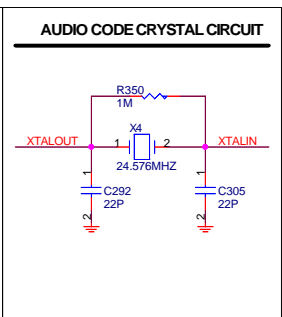 AUDIO CODE CRYSTAL CIRCUIT
R350
1M
X4
XTALOUT
1
2
XTALIN
24.576MHZ
1
1
C292
C305
22P
22P
2
2